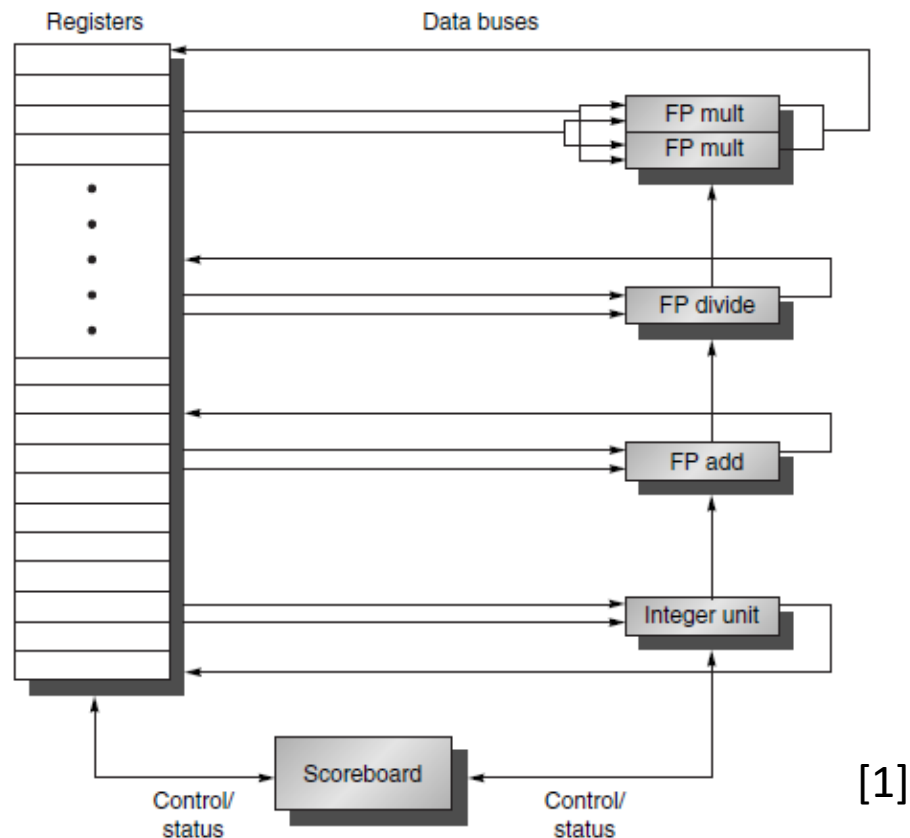 Registers
Data buses
FP mult
FP mult
FP divide
FP add
Integer unit
Scoreboard
Control/
status
Control/
status
[1]